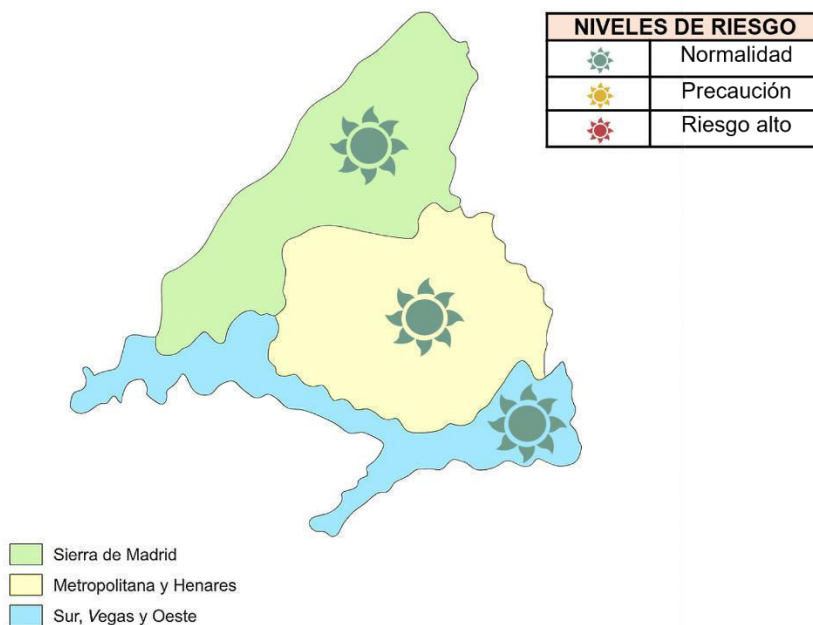 NIVELES DE RIESGO
Normalidad
Precaución
Riesgo alto
Sierra de Madrid
Metropolitana y Henares
Sur, Vegas y Oeste